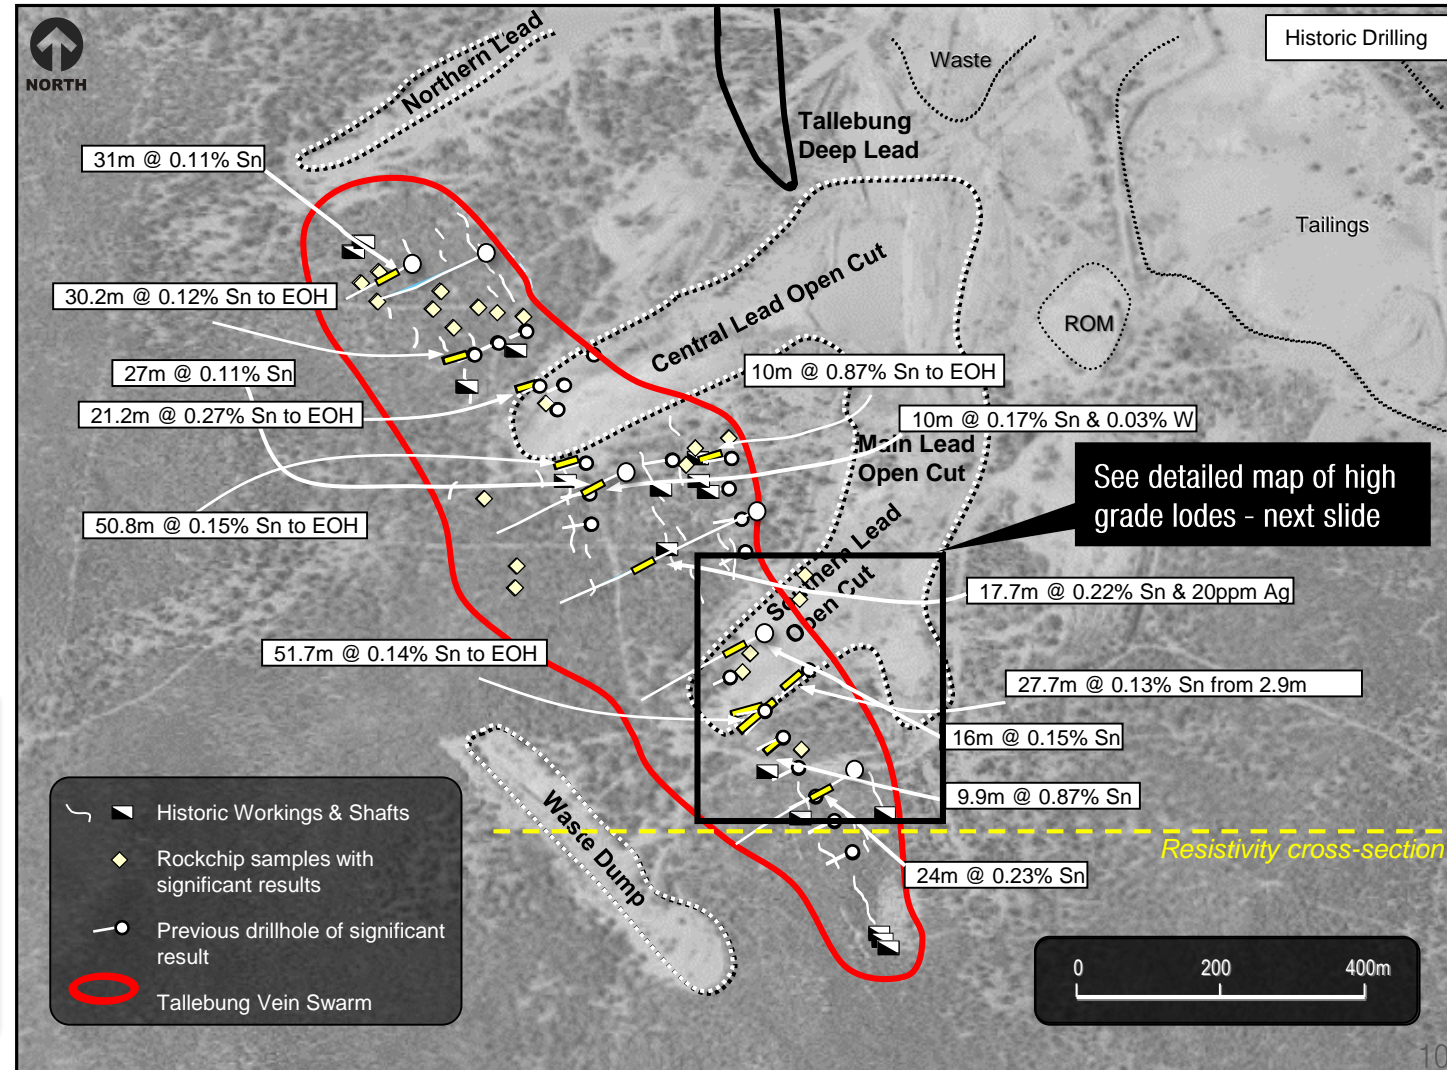 Historic Drilling
NORTH
Northern Lead
Waste
Tallebung
Deep Lead
31m @ 0.11% Sn
Tailings
30.2m @ 0.12% Sn to EOH
Central Lead Open Cut
ROM
27m @ 0.11% Sn
10m @ 0.87% Sn to EOH
21.2m @ 0.27% Sn to EOH
10m @ 0.17% Sn & 0.03% W
Main Lead
Open Cut
See detailed map of high
grade lodes - next slide
50.8m @ 0.15% Sn to EOH
Southern Lead
Open Cut
17.7m @ 0.22% Sn & 20ppm Ag
51.7m @ 0.14% Sn to EOH
27.7m @ 0.13% Sn from 2.9m
16m @ 0.15% Sn
9.9m @ 0.87% Sn
Waste Dump
Resistivity cross-section
24m @ 0.23% Sn
Historic Workings & Shafts
Rockchip samples with
significant results
Previous drillhole of significant
result
Tallebung Vein Swarm
0 200 400m
10